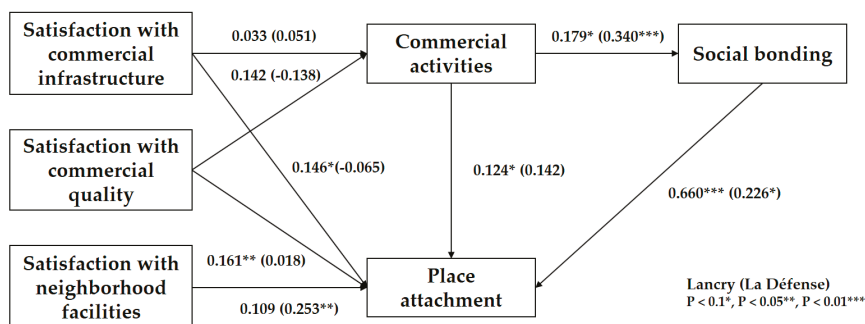 Satisfaction with
commercial
infrastructure
0.033 (0.051)
0.142 (-0.138)
Commercial
activities
0.179* (0.340***)
Social bonding
Satisfaction with
commercial
quality
0.146*(-0.065)
0.124* (0.142)
0.660*** (0.226*)
Satisfaction with
neighborhood
facilities
0.161** (0.018)
0.109 (0.253**)
Place
attachment
Lancry (La Défense)
P < 0.1*, P < 0.05**, P < 0.01***